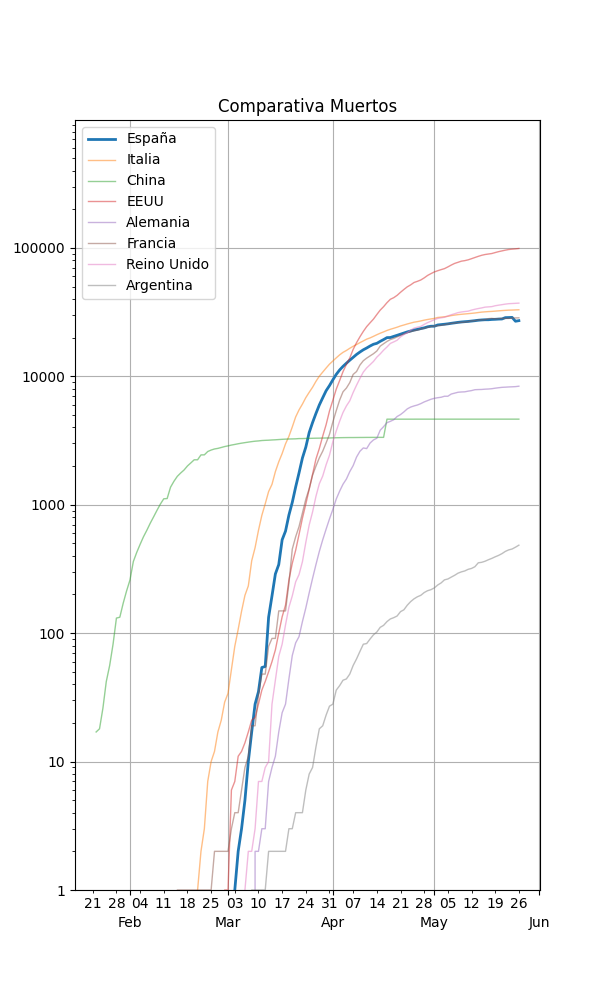 Comparativa Muertos
España
Italia
China
EEUU
Alemania
Francia
Reino Unido
Argentina
100000
10000
1000
100
10
1
21 28 04 11 18 25 03 10 17 24 31 07 14 21 28 05 12 19 26
Feb Mar Apr May Jun